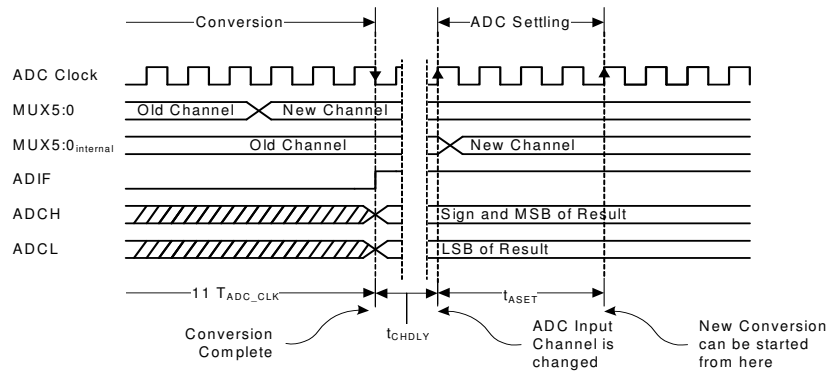 Conversion
ADC Settling
ADC Clock
MUX5:0
Old Channel
New Channel
MUX5:0internal
Old Channel
New Channel
ADIF
ADCH
Sign and MSB of Result
ADCL
LSB of Result
11 TADC_CLK
tCHDLY
tASET
Conversion
Complete
ADC Input
Channel is
changed
New Conversion
can be started
from here